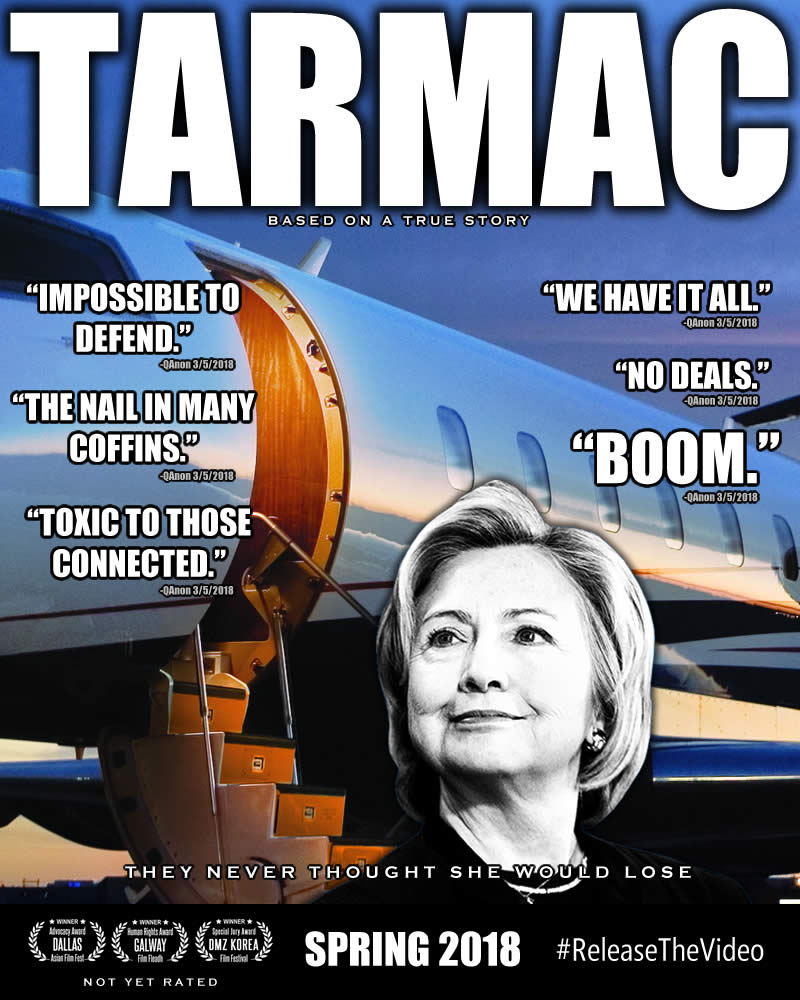 TARMAC
BASED ON A TRUE STORY
“IMPOSSIBLE TO
DEFEND.”
-QAnon 3/5/2018
“THE NAIL IN MANY
COFFINS.”
-QAnon 3/5/2018
“TOXIC TO THOSE
CONNECTED.”
-QAnon 3/5/2018
“WE HAVE IT ALL.”
-QAnon 3/5/2018
“NO DEALS.”
-QAnon 3/5/2018
“BOOM.”
-QAnon 3/5/2018
THEY NEVER THOUGHT SHE WOULD LOSE
★ WINNER ★
Advocacy Award
DALLAS
Asian Film Fest
★ WINNER ★
Human Rights Award
GALWAY
Film Fleadh
★ WINNER ★
Special Jury Award
DMZ KOREA
Film Festival
NOT YET RATED
SPRING 2018
#ReleaseTheVideo